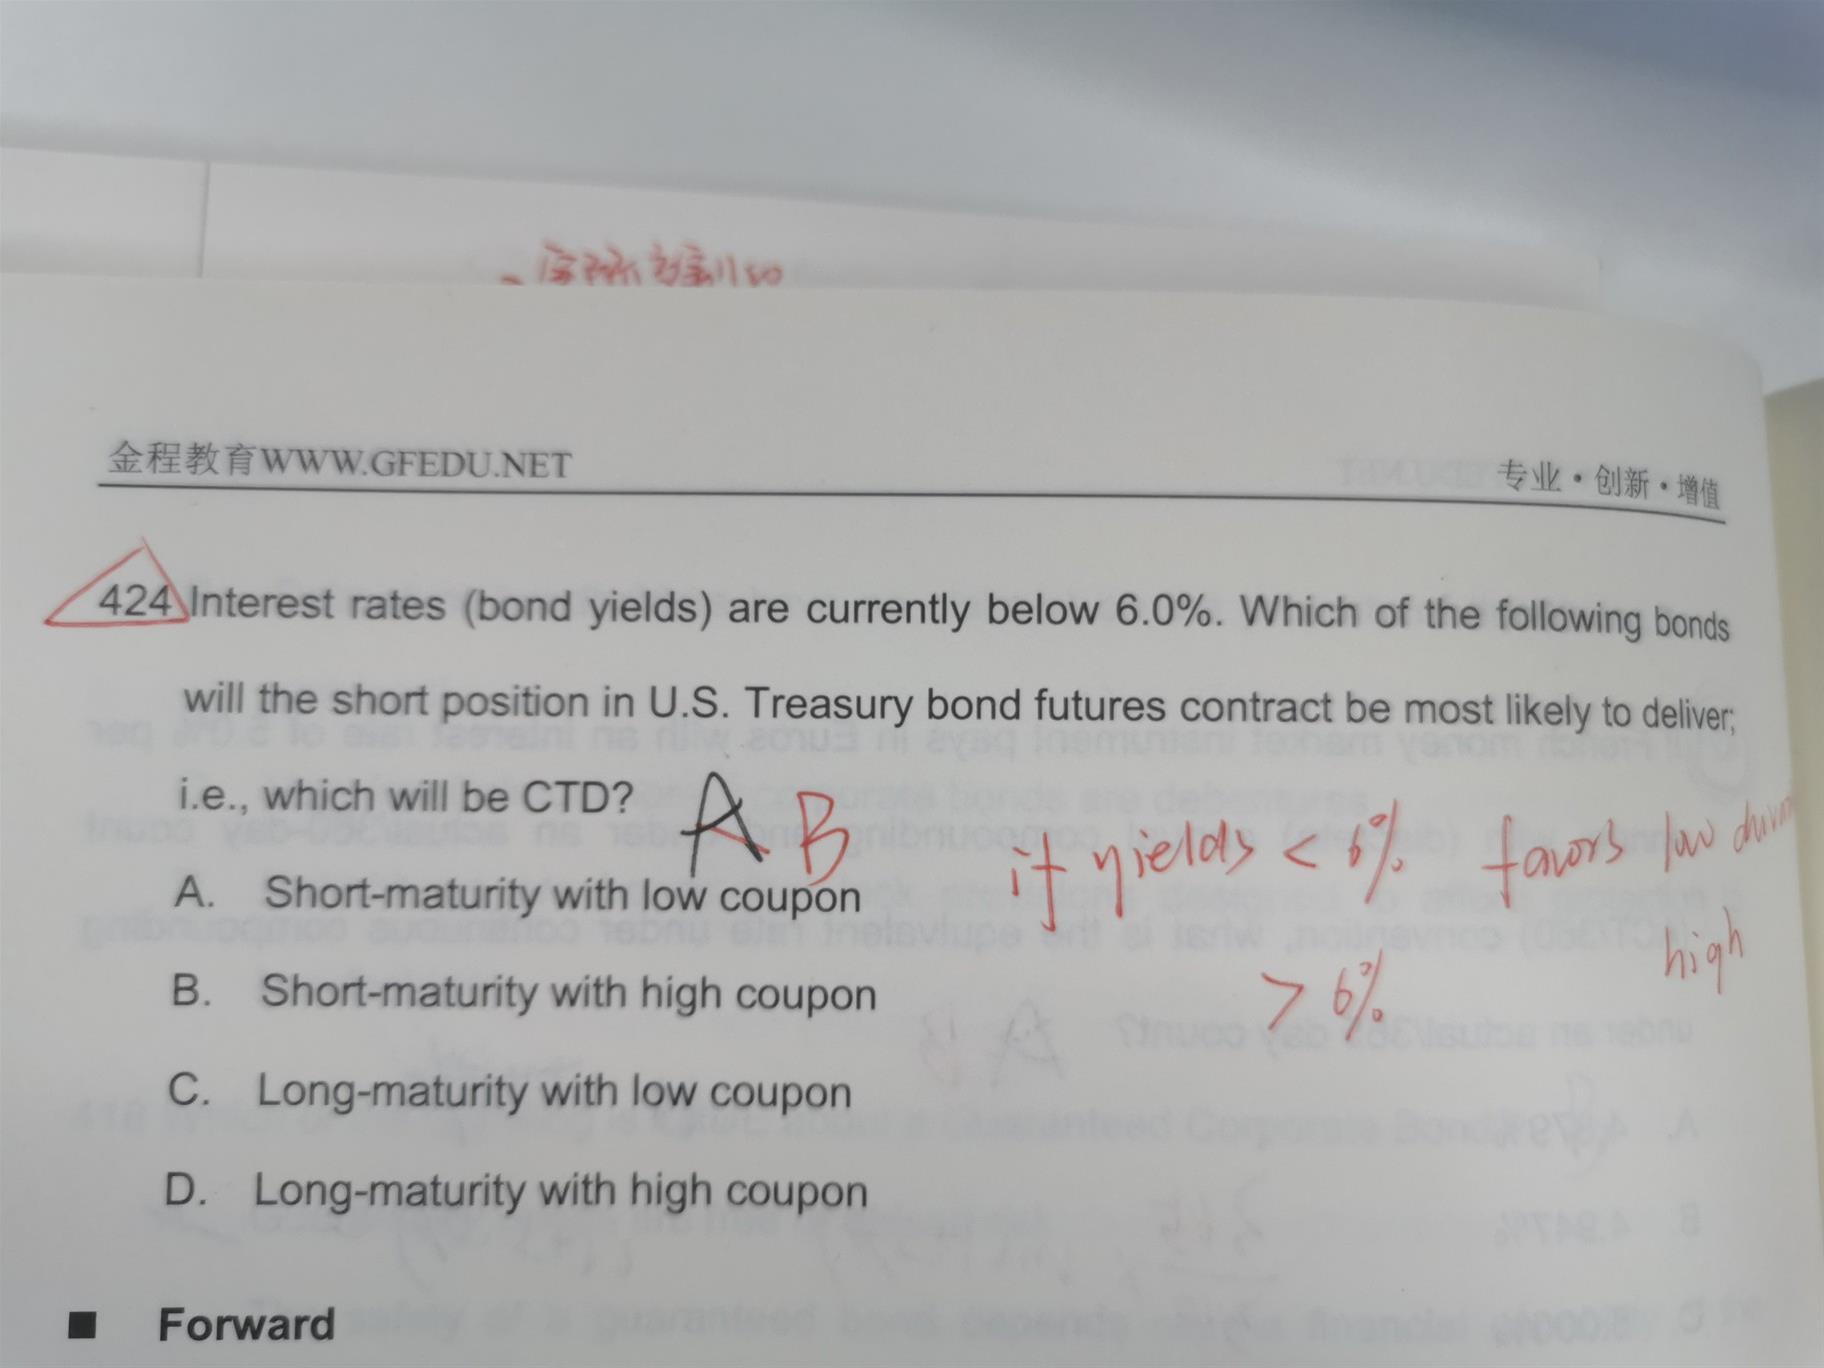 金程教育WWW.GFEDU.NET
专业·创新·增值
424 Interest rates (bond yields) are currently below 6.0%. Which of the following bonds
will the short position in U.S. Treasury bond futures contract be most likely to deliver;
i.e., which will be CTD? A B
if yields < 6% favors low
> 6% high
A. Short-maturity with low coupon
B. Short-maturity with high coupon
C. Long-maturity with low coupon
D. Long-maturity with high coupon
■ Forward